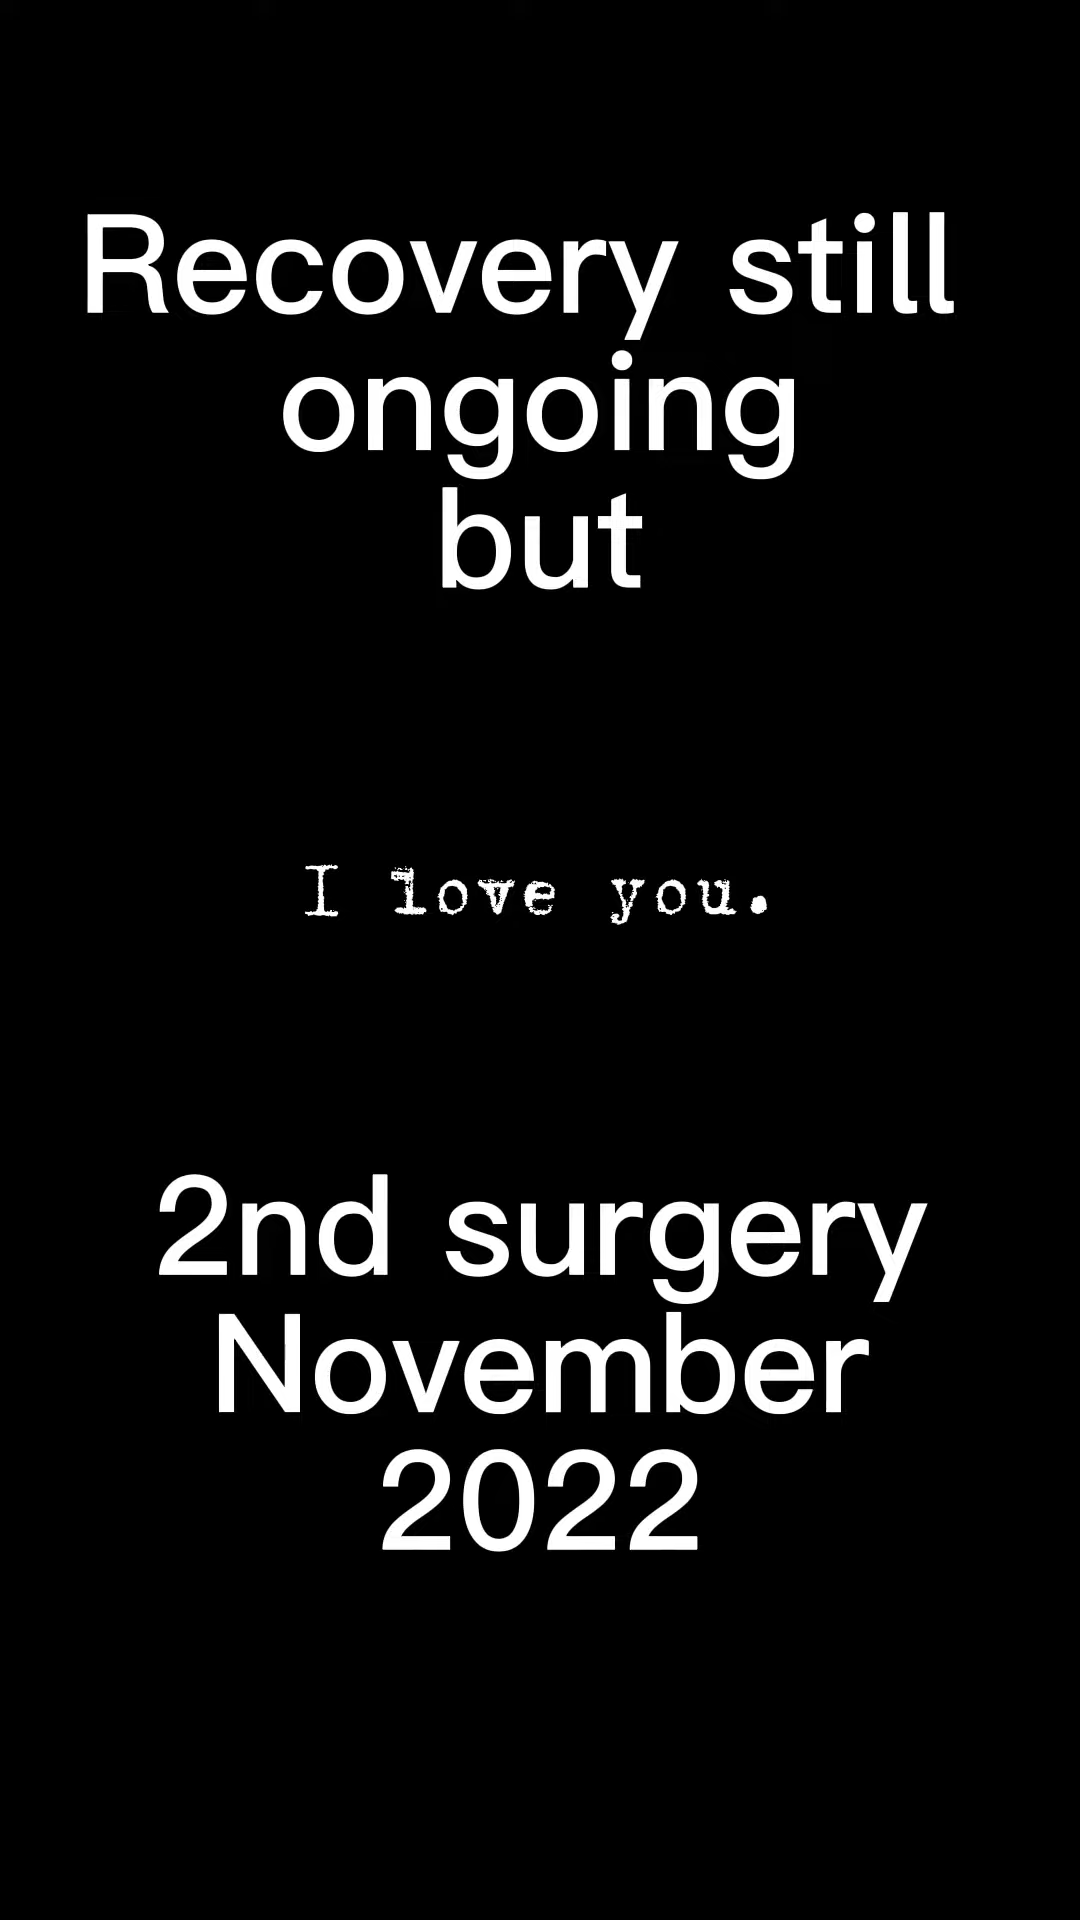 Recovery still
ongoing
but
I love you.
2nd surgery
November
2022